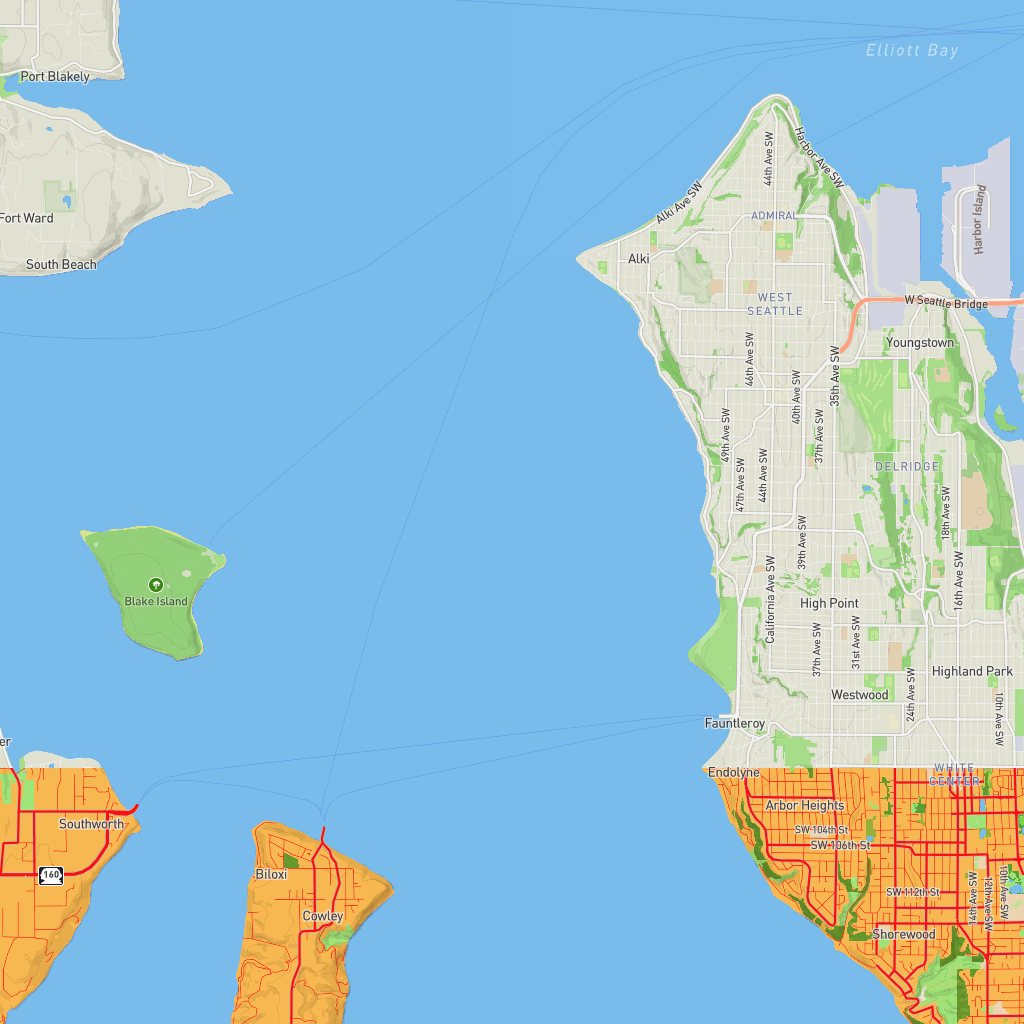 Elliott Bay
Port Blakely
44th Ave SW
Harbor Ave SW
Alki Ave SW
ADMIRAL
Harbor Island
Fort Ward
Alki
South Beach
WEST
SEATTLE
W Seattle Bridge
Youngstown
46th Ave SW
35th Ave SW
40th Ave SW
49th Ave SW
37th Ave SW
44th Ave SW
47th Ave SW
DELRIDGE
18th Ave SW
39th Ave SW
16th Ave SW
California Ave SW
Blake Island
High Point
37th Ave SW
31st Ave SW
Highland Park
24th Ave SW
10th Ave SW
Westwood
Fauntleroy
er
Endolyne
WHITE
CENTER
Arbor Heights
Southworth
SW 104th St
SW 106th St
160
Biloxi
SW 112th St
14th Ave SW
12th Ave SW
10th Ave SW
Cowley
Shorewood